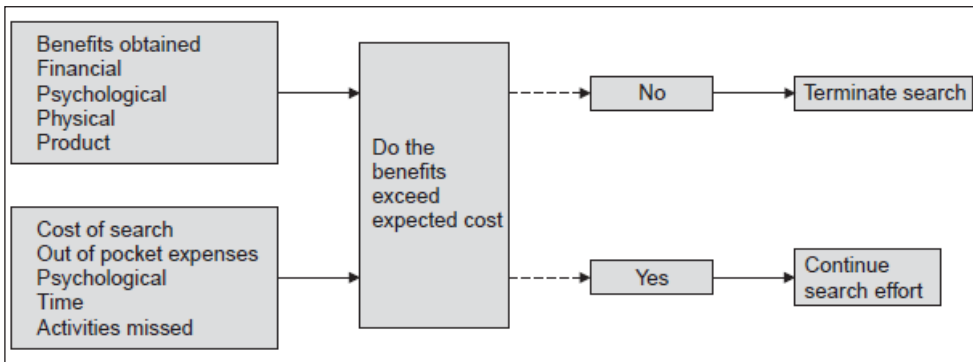 Benefits obtained
Financial
Psychological
Physical
Product
Cost of search
Out of pocket expenses
Psychological
Time
Activities missed
Do the
benefits
exceed
expected cost
No
Terminate search
Yes
Continue
search effort